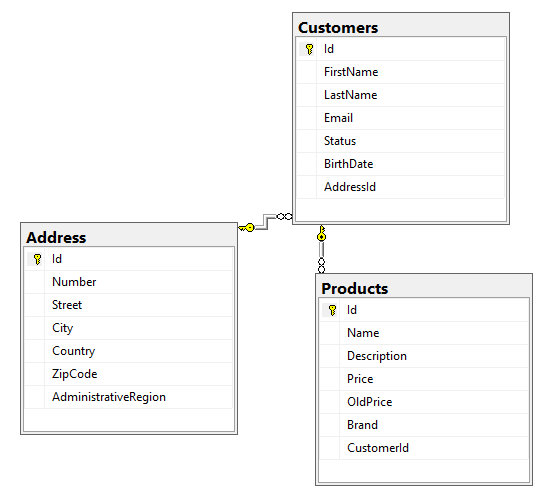 Customers
Id
FirstName
LastName
Email
Status
BirthDate
AddressId
Address
Id
Number
Street
City
Country
ZipCode
AdministrativeRegion
Products
Id
Name
Description
Price
OldPrice
Brand
CustomerId